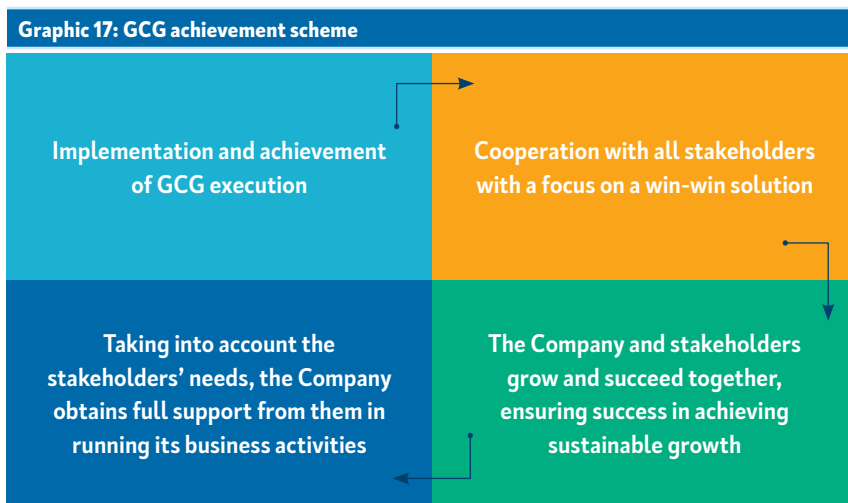 Graphic 17: GCG achievement scheme
Implementation and achievement
of GCG execution
Cooperation with all stakeholders
with a focus on a win-win solution
Taking into account the
stakeholders’ needs, the Company
obtains full support from them in
running its business activities
The Company and stakeholders
grow and succeed together,
ensuring success in achieving
sustainable growth